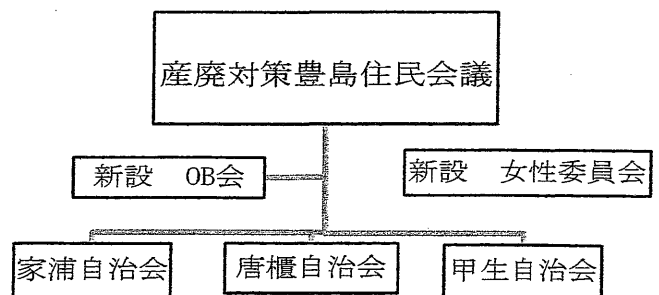 産廃対策豊島住民会議
新設　OB会
新設　女性委員会
家浦自治会
唐櫃自治会
甲生自治会